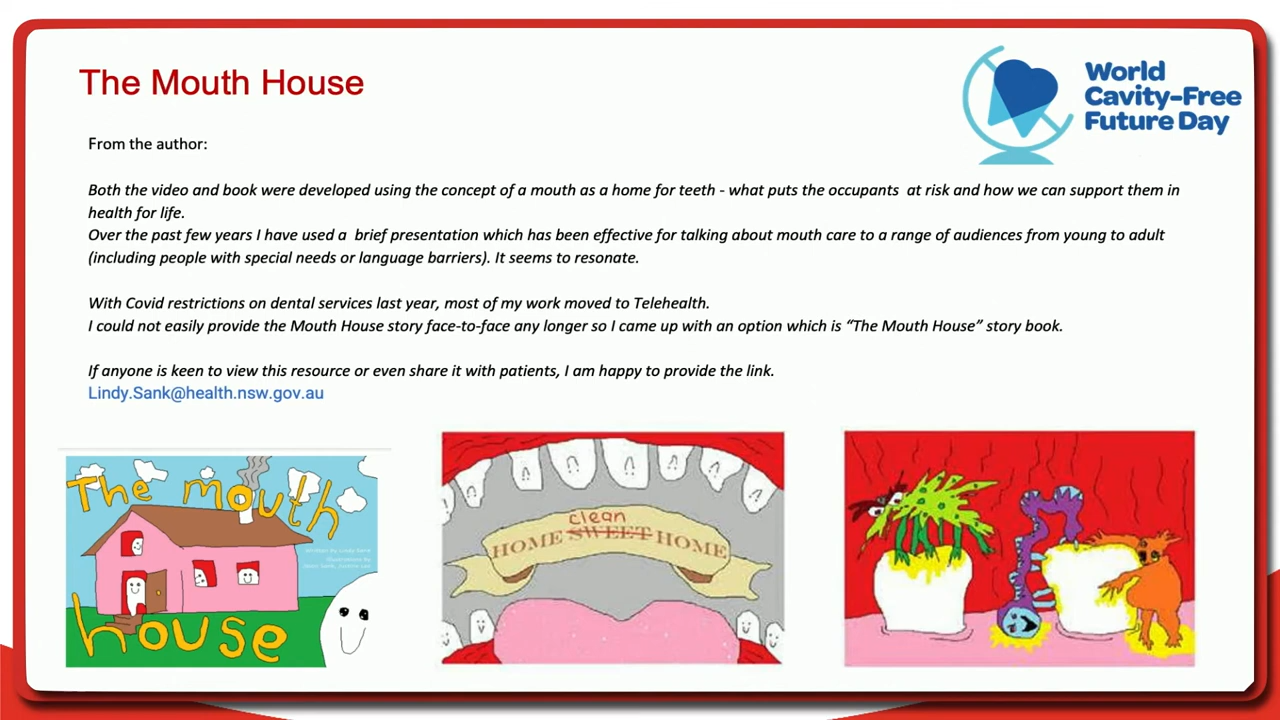 The Mouth House
World
Cavity-Free
Future Day
From the author:
Both the video and book were developed using the concept of a mouth as a home for teeth - what puts the occupants at risk and how we can support them in
health for life.
Over the past few years I have used a brief presentation which has been effective for talking about mouth care to a range of audiences from young to adult
(including people with special needs or language barriers). It seems to resonate.
With Covid restrictions on dental services last year, most of my work moved to Telehealth.
I could not easily provide the Mouth House story face-to-face any longer so I came up with an option which is “The Mouth House” story book.
If anyone is keen to view this resource or even share it with patients, I am happy to provide the link.
Lindy.Sank@health.nsw.gov.au
The mouth
house
clean
HOME SWEET HOME